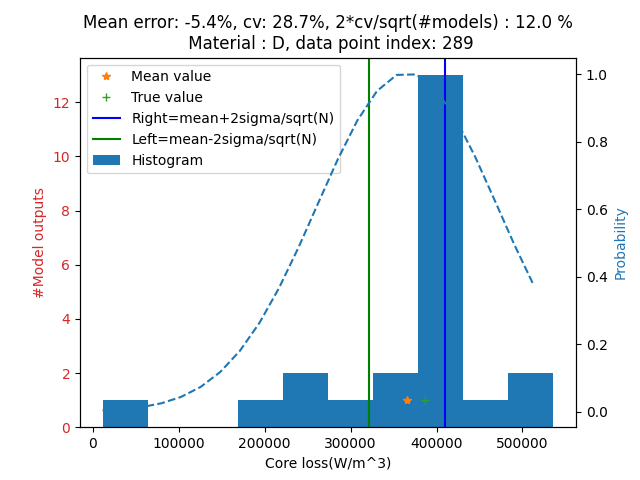 Mean error: -5.4%, cv: 28.7%, 2*cv/sqrt(#models) : 12.0 %
Material : D, data point index: 289
Mean value
True value
Right=mean+2sigma/sqrt(N)
Left=mean-2sigma/sqrt(N)
Histogram
#Model outputs
0
2
4
6
8
10
12
0
100000
200000
300000
400000
500000
Core loss(W/m^3)
0.0
0.2
0.4
0.6
0.8
1.0
Probability